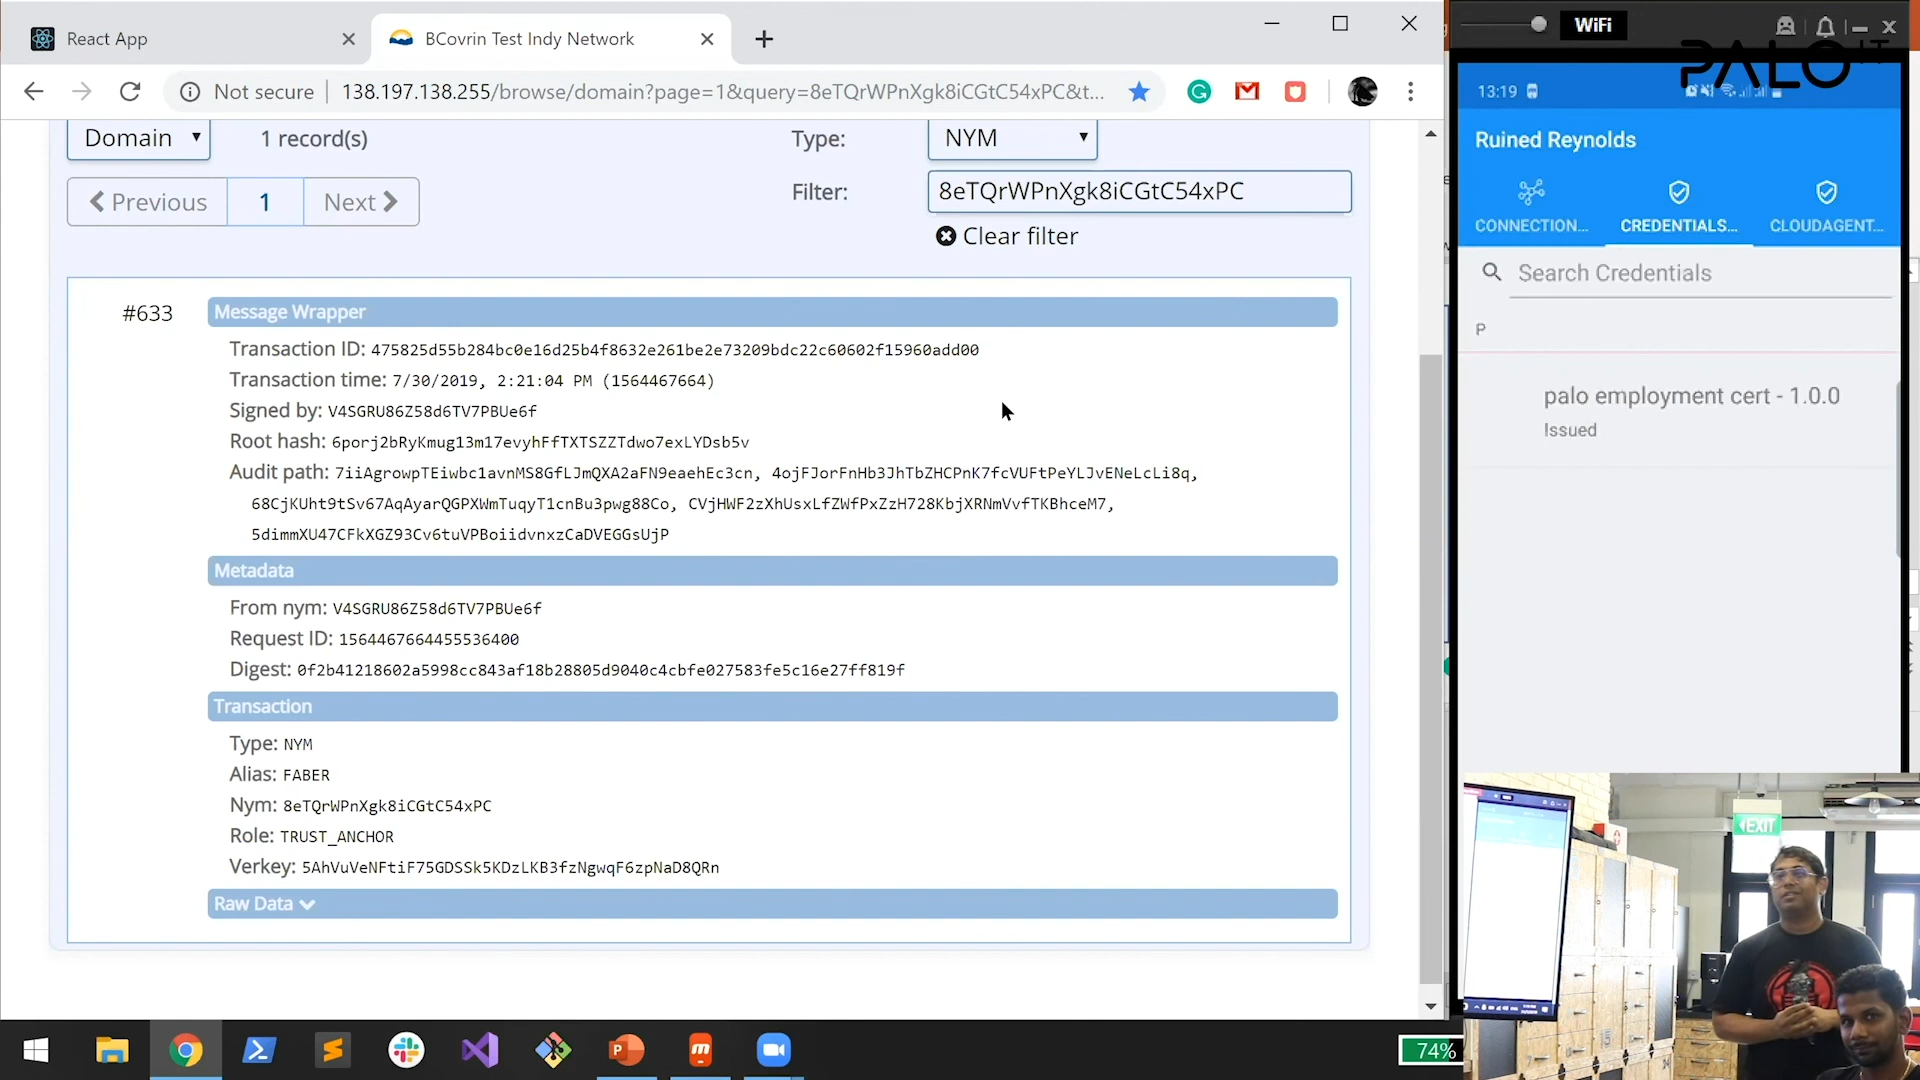 React App
BCovrin Test Indy Network
Not secure
138.197.138.255/browse/domain?page=1&query=8eTQrWPnXgk8iCGtC54xPC&t...
Domain
1 record(s)
Type:
NYM
Previous
1
Next
Filter:
8eTQrWPnXgk8iCGtC54xPC
Clear filter
#633
Message Wrapper
Transaction ID: 475825d55b284bc0e16d25b4f8632e261be2e73209bdc22c60602f15960add00
Transaction time: 7/30/2019, 2:21:04 PM (1564467664)
Signed by: V4SGRU86Z58d6TV7PBUe6f
Root hash: 6porj2bRyKmug13m17evyhFfTXTSZZTdwo7exLYDsb5v
Audit path: 7iiAgrowpTEiwbc1avnMS8GfLJmQXA2aFN9eaehEc3cn, 4ojFJorFnHb3JhTbZHCPnK7fcVUFtPeYLJvENeLcLi8q,
68CjKUht9tSv67AqAyarQGPXWmTuqyT1cnBu3pwg88Co, CVjHWF2zXhUsxLfZWfPxZzH728KbjXRNmVvfTKBhceM7,
5dimmXU47CFkXGZ93Cv6tuVPBoiidvnxzCaDVEGGsUjP
Metadata
From nym: V4SGRU86Z58d6TV7PBUe6f
Request ID: 1564467664455536400
Digest: 0f2b41218602a5998cc843af18b28805d9040c4cbfe027583fe5c16e27ff819f
Transaction
Type: NYM
Alias: FABER
Nym: 8eTQrWPnXgk8iCGtC54xPC
Role: TRUST_ANCHOR
Verkey: 5AhVuVeNFtiF75GDSSk5KDzLKB3fzNgwqF6zpNaD8QRn
Raw Data
74%
WiFi
PALO IT
13:19
Ruined Reynolds
CONNECTION...
CREDENTIALS...
CLOUDAGENT...
Search Credentials
P
palo employment cert - 1.0.0
Issued
EXIT